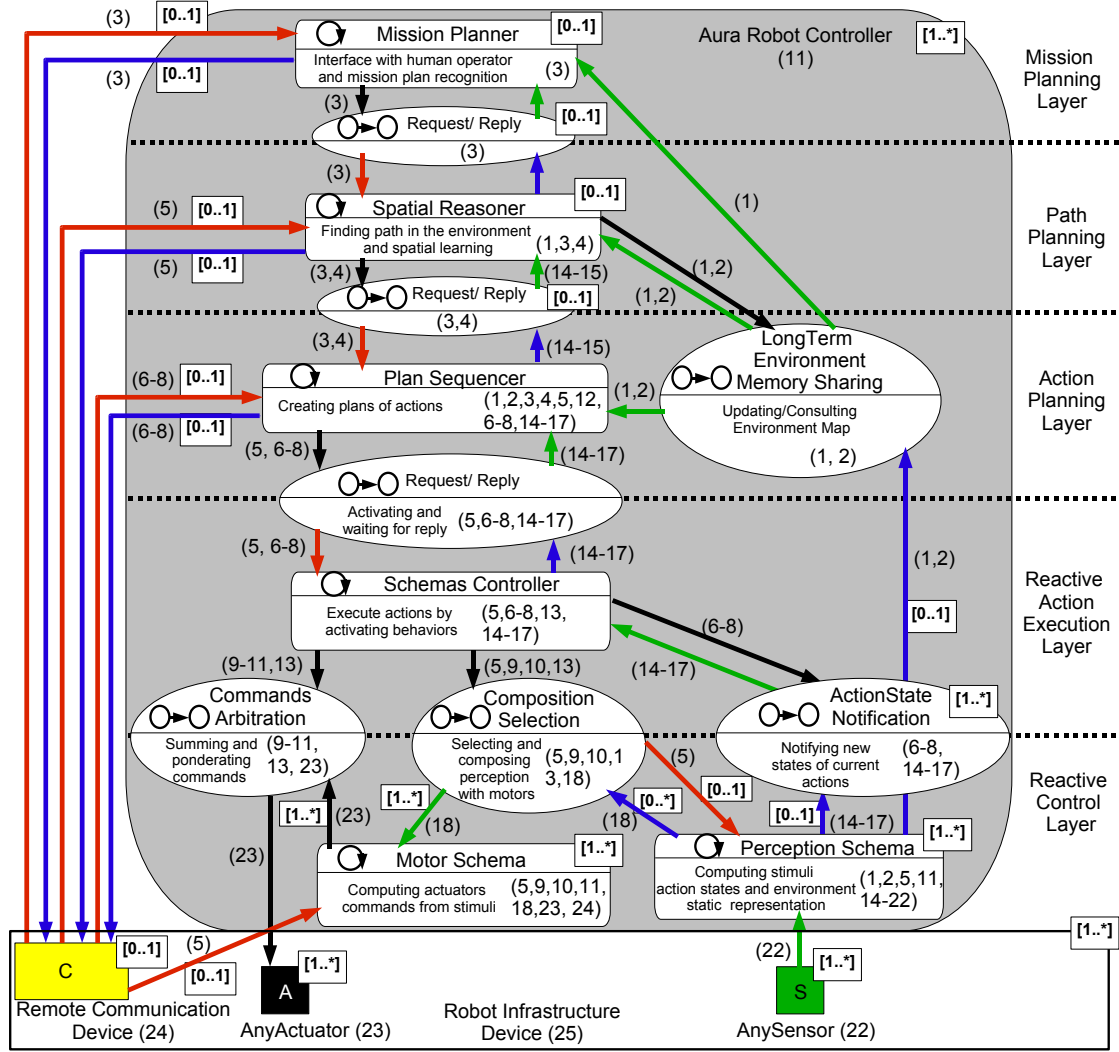 (3)
[0..1]
Mission Planner
[0..1]
Interface with human operator
and mission plan recognition
(3)
Aura Robot Controller
(11)
[1..*]
Mission
Planning
Layer
(3)
[0..1]
(3)
Request/ Reply
[0..1]
(3)
(3)
(1)
(5)
[0..1]
Spatial Reasoner
[0..1]
Finding path in the environment
and spatial learning
(1,3,4)
Path
Planning
Layer
(5)
[0..1]
(3,4)
(14-15)
(1,2)
(1,2)
Request/ Reply
[0..1]
(3,4)
(3,4)
(14-15)
LongTerm
Environment
Memory Sharing
Updating/Consulting
Environment Map
(1, 2)
(6-8)
[0..1]
Plan Sequencer
Creating plans of actions
(1,2,3,4,5,12,
6-8,14-17)
(1,2)
Action
Planning
Layer
(6-8)
[0..1]
(5, 6-8)
(14-17)
Request/ Reply
Activating and
waiting for reply
(5,6-8,14-17)
(5, 6-8)
(14-17)
(1,2)
[0..1]
Schemas Controller
Execute actions by
activating behaviors
(5,6-8,13,
14-17)
Reactive
Action
Execution
Layer
(6-8)
(14-17)
(9-11,13)
(5,9,10,13)
Commands
Arbitration
Summing and
ponderating
commands
(9-11,
13, 23)
Composition
Selection
Selecting and
composing
perception
with motors
(5,9,10,1
3,18)
ActionState
Notification
[1..*]
Notifying new
states of current
actions
(6-8,
14-17)
Reactive
Control
Layer
(5)
[0..1]
[1..*]
(23)
[1..*]
(18)
[0..*]
(18)
[0..1]
(14-17)
(23)
Motor Schema
[1..*]
Computing actuators
commands from stimuli
(5,9,10,11,
18,23, 24)
Perception Schema
[1..*]
Computing stimuli
action states and environment
static representation
(1,2,5,11,
14-22)
[1..*]
C
[0..1]
(5)
[0..1]
A
[1..*]
(22)
S
[1..*]
Remote Communication
Device (24)
AnyActuator (23)
Robot Infrastructure
Device (25)
AnySensor (22)